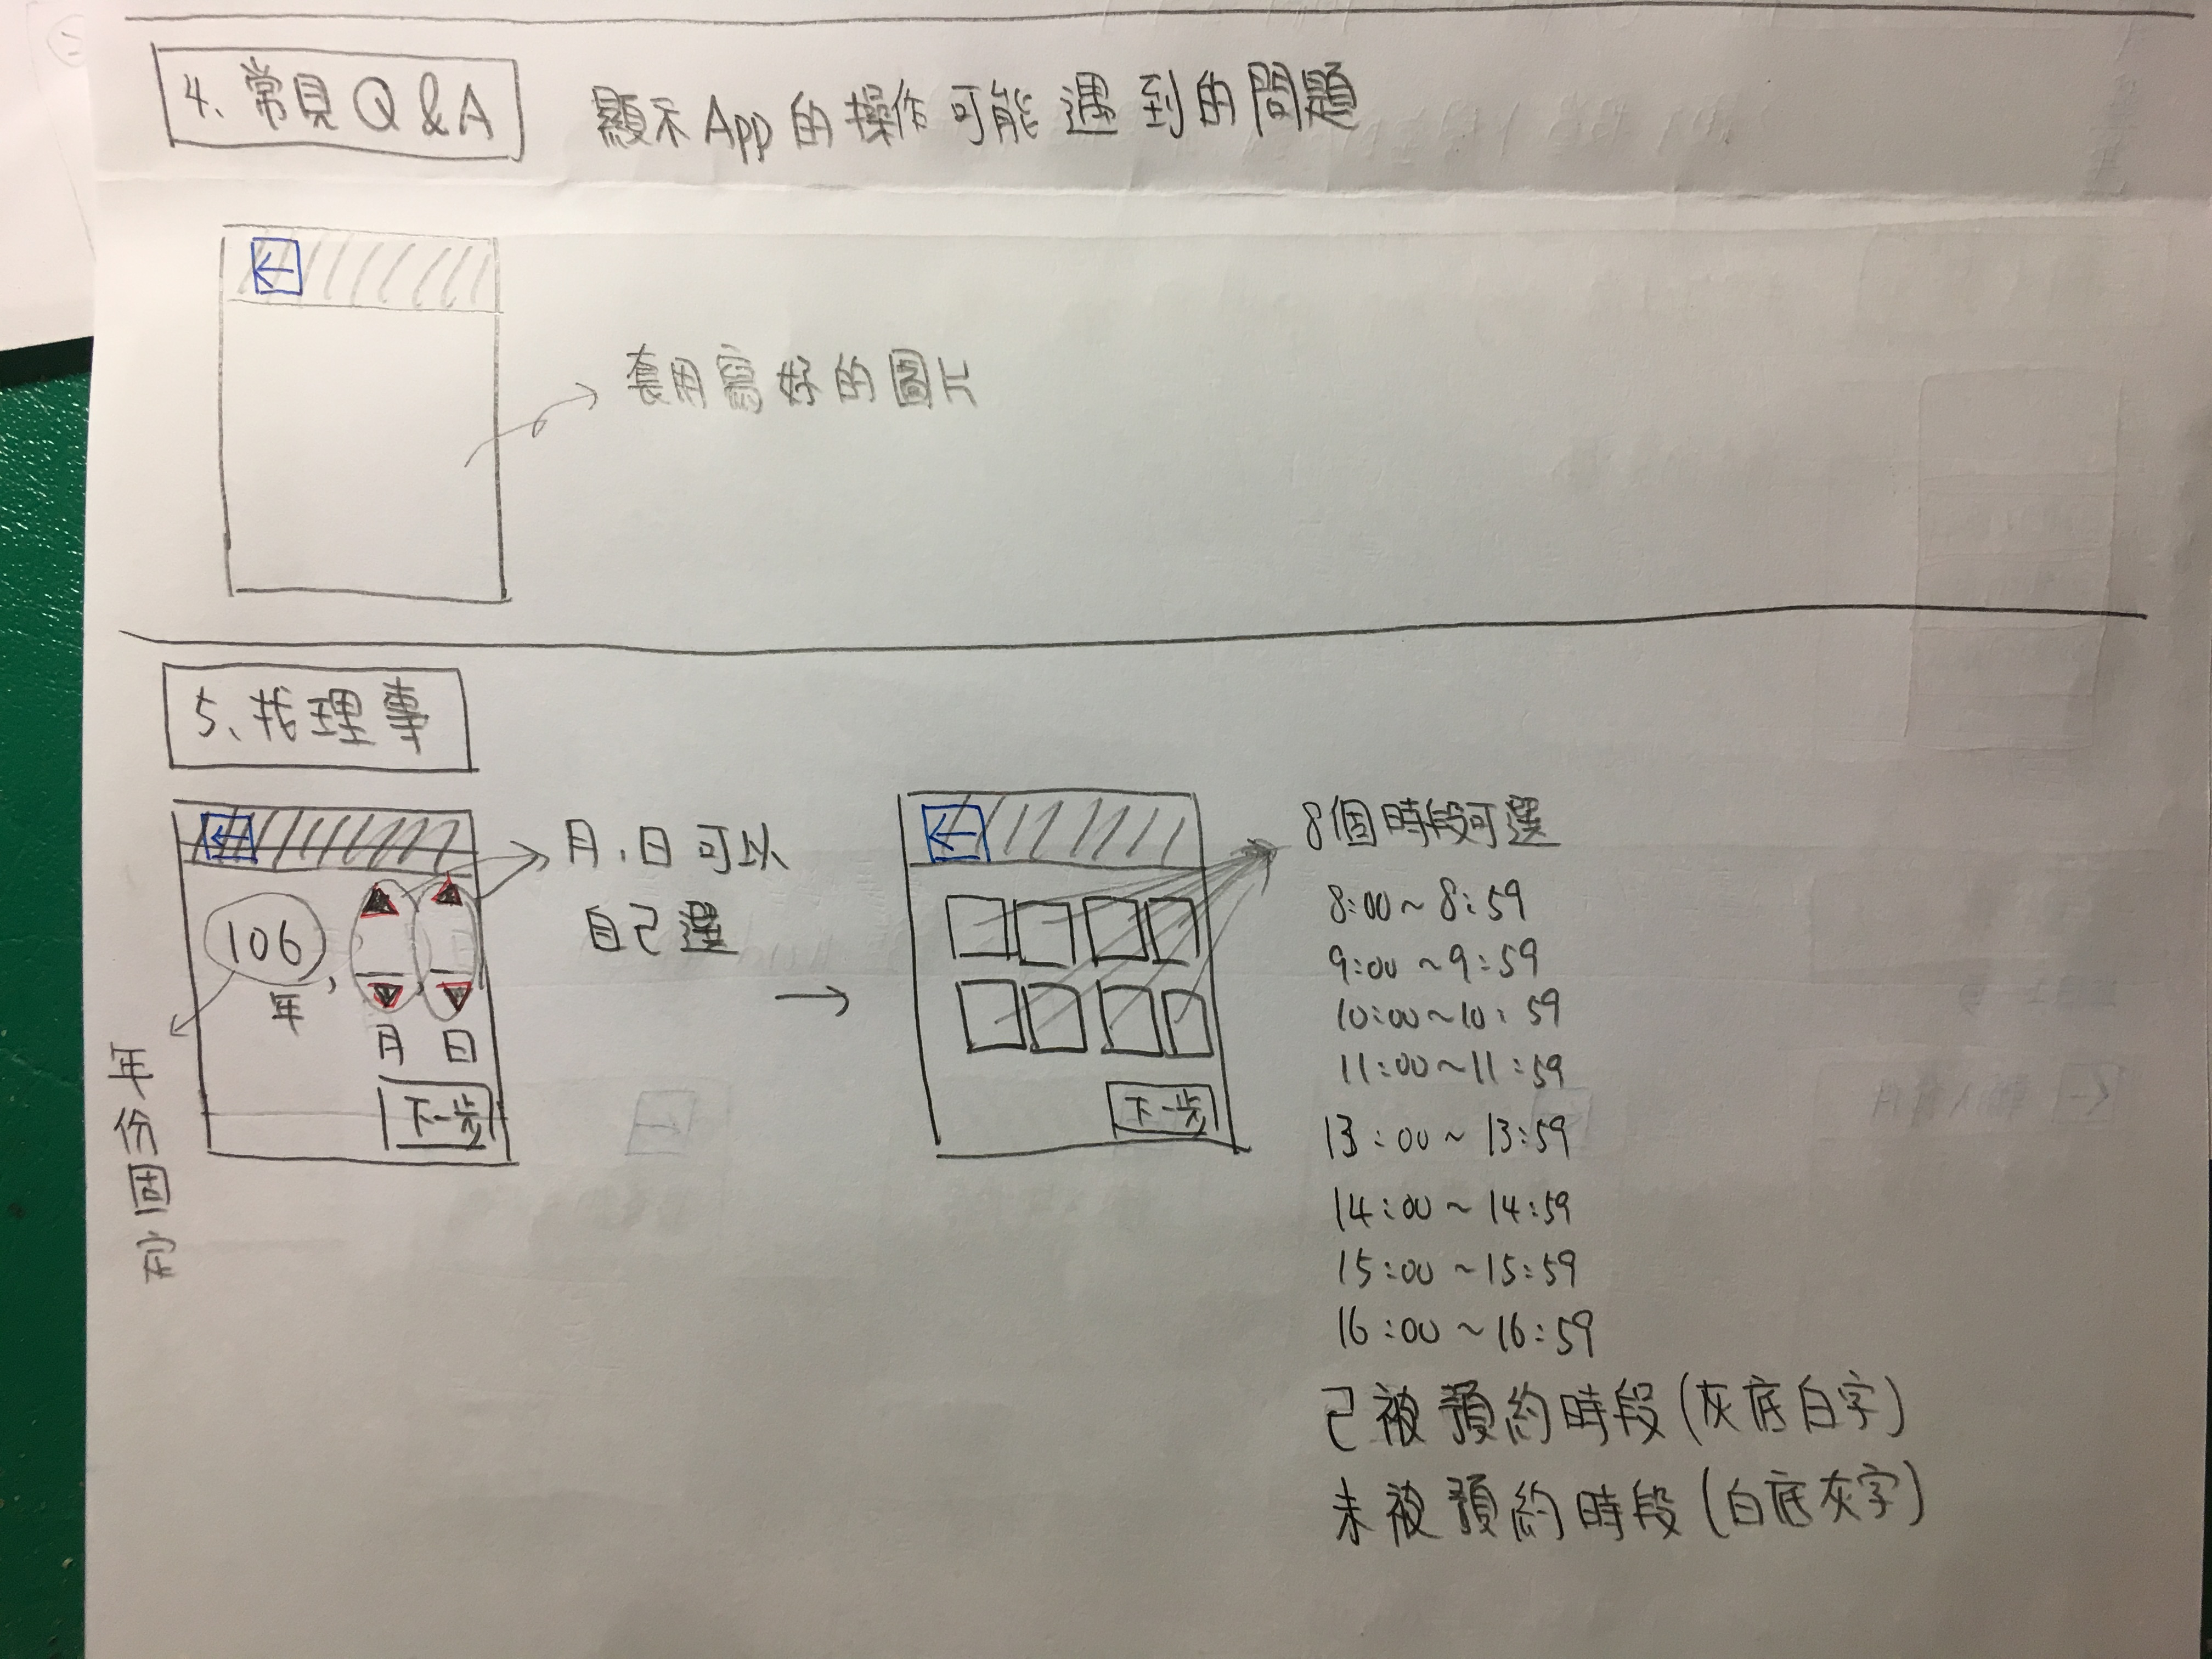 4、常見Q&A
顯示App的操作可能遇到的問題
←
套用寫好的圖片
5、找理事
←
106
年,
月 日
下一步
年份固定
月、日可以
自己選
→
←
下一步
8個時段可選
8:00~8:59
9:00~9:59
10:00~10:59
11:00~11:59
13:00~13:59
14:00~14:59
15:00~15:59
16:00~16:59
已被預約時段(灰底白字)
未被預約時段(白底灰字)